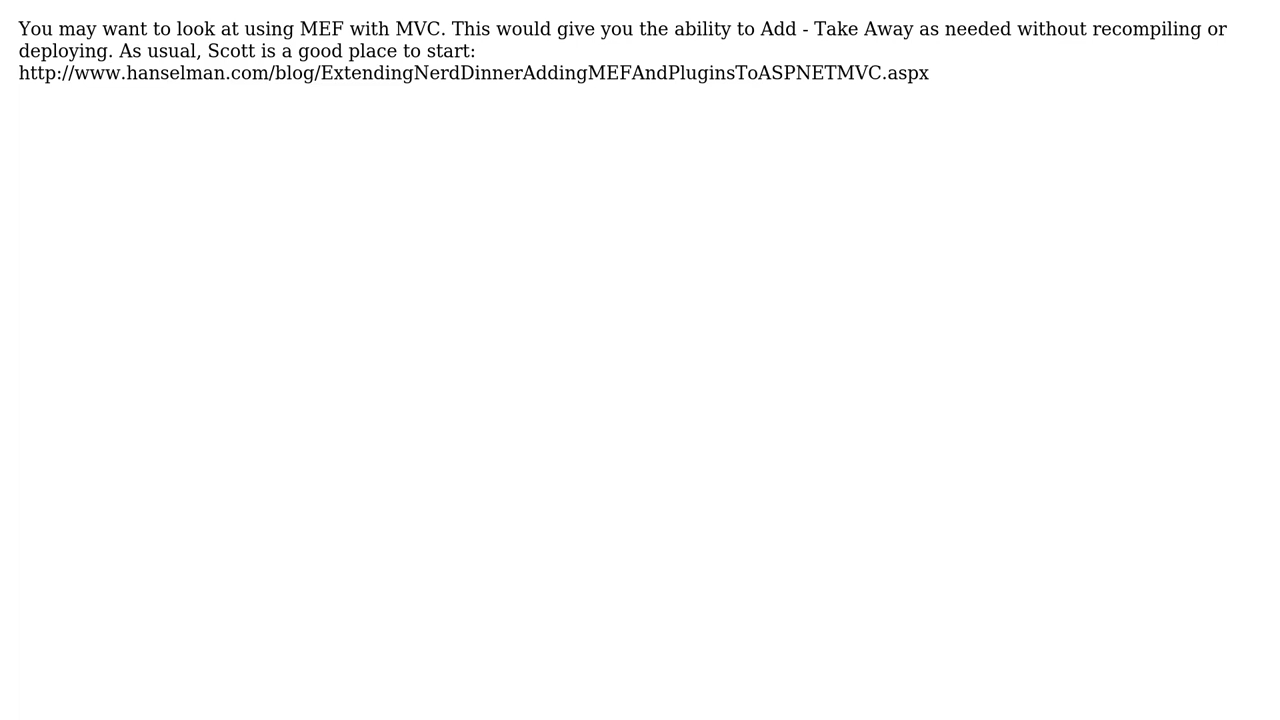 You may want to look at using MEF with MVC. This would give you the ability to Add - Take Away as needed without recompiling or
deploying. As usual, Scott is a good place to start:
http://www.hanselman.com/blog/ExtendingNerdDinnerAddingMEFAndPluginsToASPNETMVC.aspx